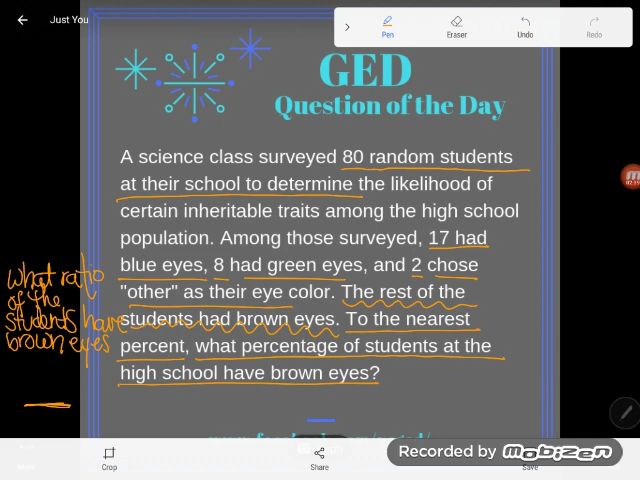 Just You
Pen
Eraser
Undo
Redo
GED
Question of the Day
A science class surveyed 80 random students
at their school to determine the likelihood of
certain inheritable traits among the high school
population. Among those surveyed, 17 had
blue eyes, 8 had green eyes, and 2 chose
"other" as their eye color. The rest of the
students had brown eyes. To the nearest
percent, what percentage of students at the
high school have brown eyes?
what ratio
of the
students have
brown eyes
Crop
Share
Save
Recorded by mobizen